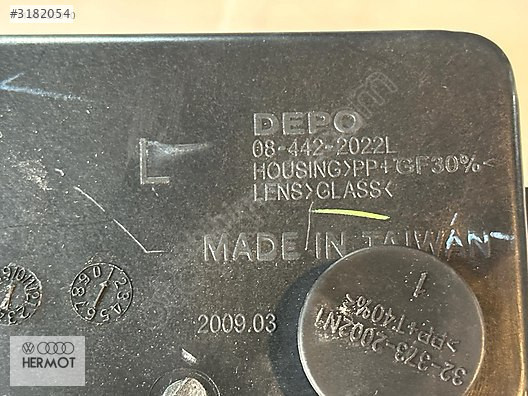 #3182054
DEPO
08-442-2022L
HOUSING>PP+GF30%<
LENS>GLASS<
L
MADE IN TAIWAN
2009.03
1
32-373-2002N1
>PP+T40%<
HERMOT